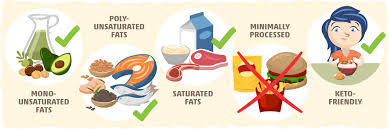 POLY-
UNSATURATED
FATS
MINIMALLY
PROCESSED
MONO-
UNSATURATED
FATS
SATURATED
FATS
KETO-
FRIENDLY